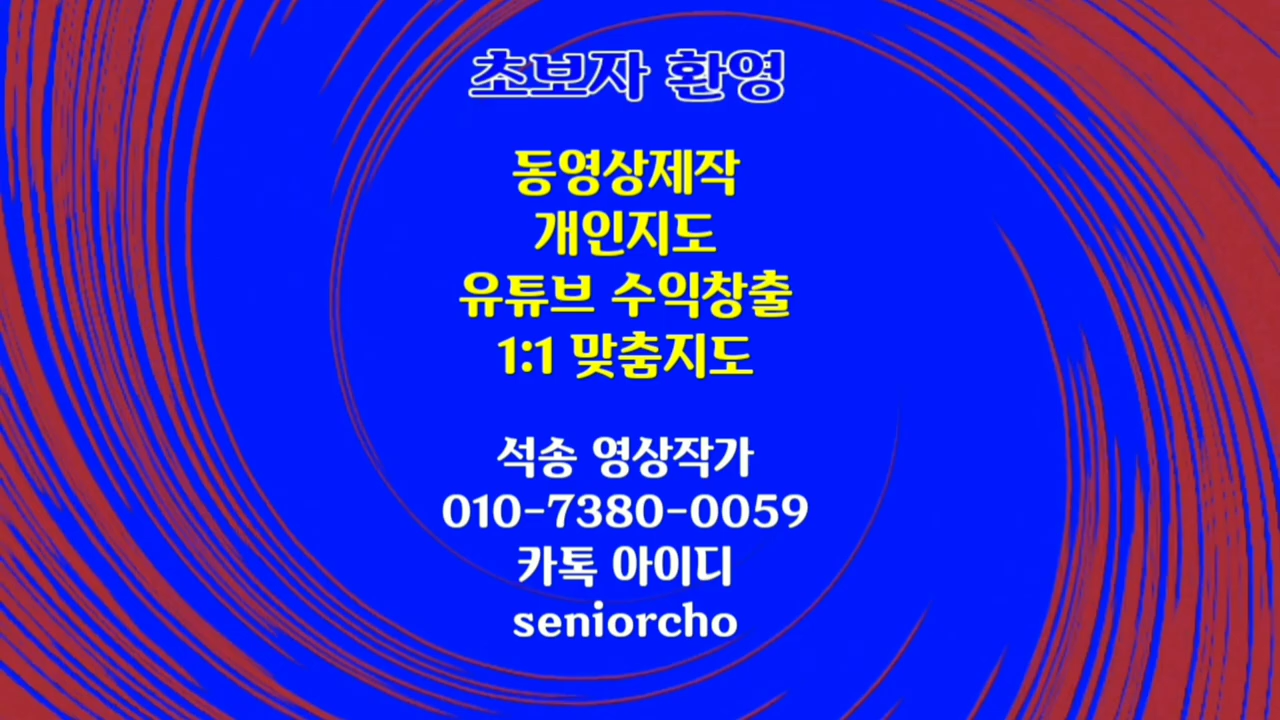 초보자 환영
동영상제작
개인지도
유튜브 수익창출
1:1 맞춤지도
석송 영상작가
010-7380-0059
카톡 아이디
seniorcho